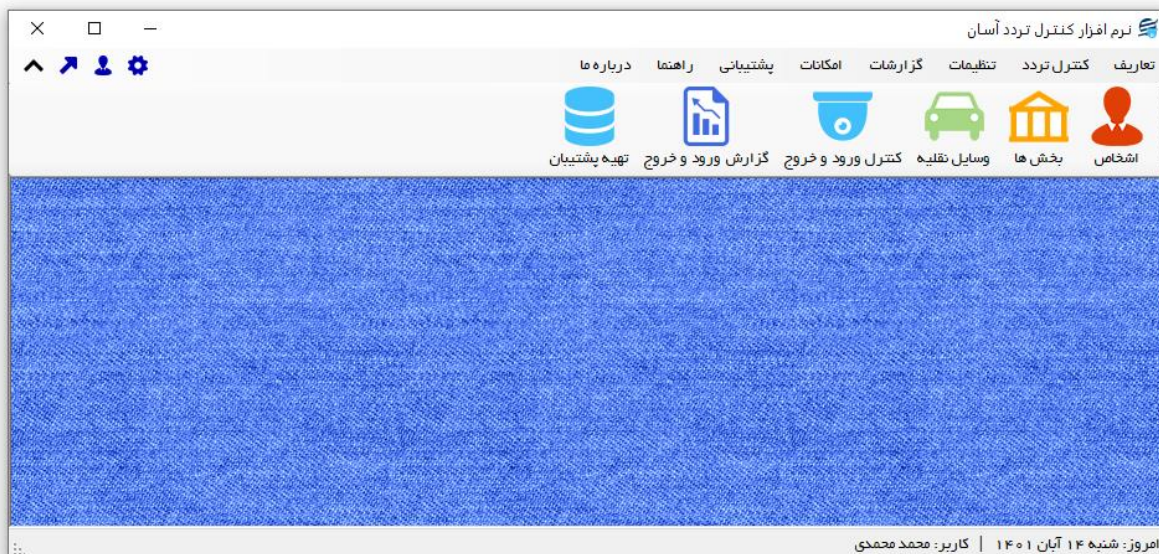 نرم افزار کنترل تردد آسان
تعاریف کنترل تردد تنظیمات گزارشات امکانات پشتیبانی راهنما درباره ما
اشخاص بخش ها وسایل نقلیه کنترل ورود و خروج گزارش ورود و خروج تهیه پشتیبان
امروز: شنبه ۱۴ آبان ۱۴۰۱ | کاربر: محمد محمدی